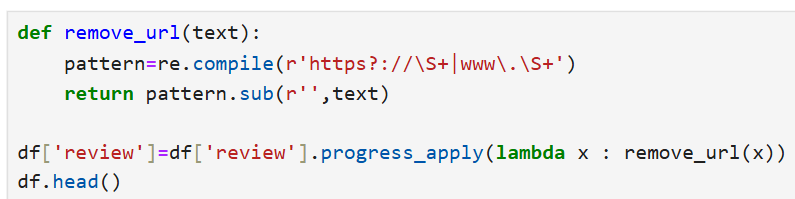 def remove_url(text):
    pattern=re.compile(r'https?://\S+|www\.\S+')
    return pattern.sub(r'',text)

df['review']=df['review'].progress_apply(lambda x : remove_url(x))
df.head()